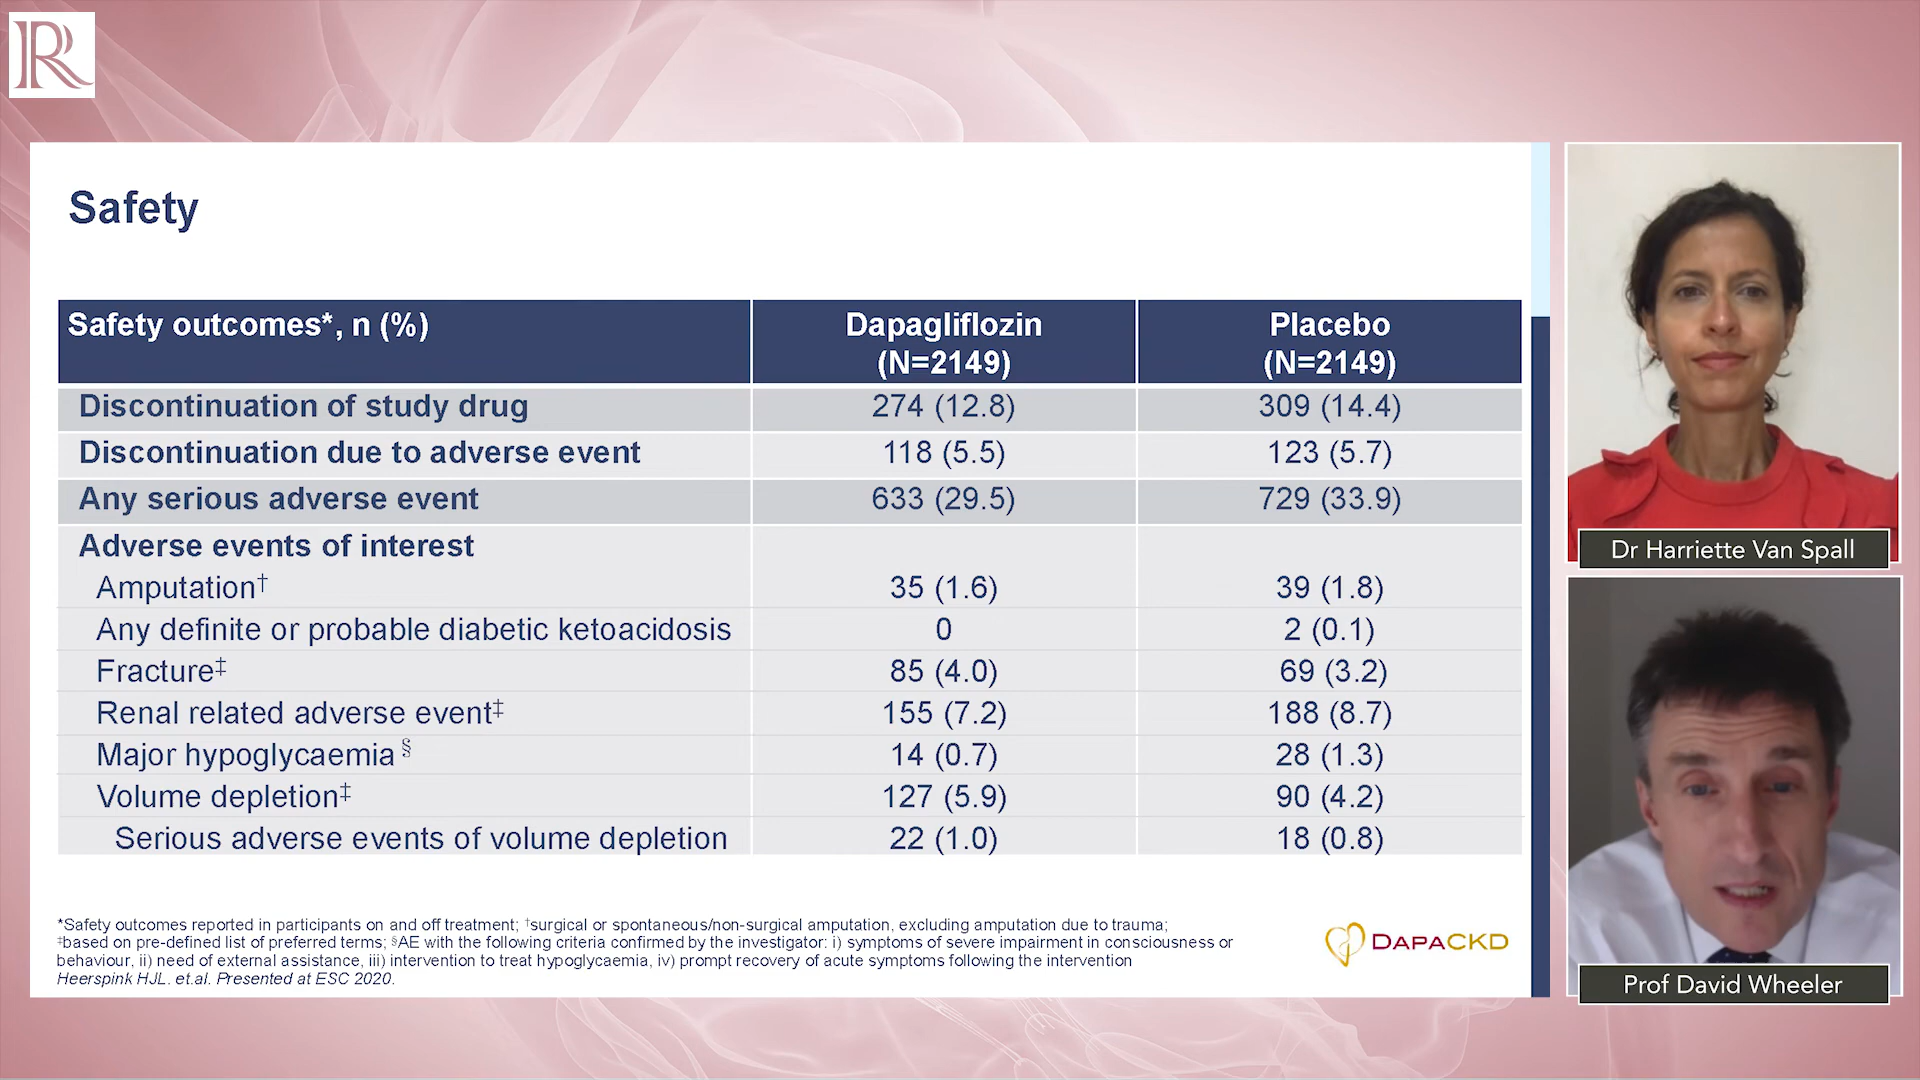 R
Safety
Safety outcomes*, n (%) Dapagliflozin (N=2149) Placebo (N=2149)
Discontinuation of study drug 274 (12.8) 309 (14.4)
Discontinuation due to adverse event 118 (5.5) 123 (5.7)
Any serious adverse event 633 (29.5) 729 (33.9)
Adverse events of interest
Amputation† 35 (1.6) 39 (1.8)
Any definite or probable diabetic ketoacidosis 0 2 (0.1)
Fracture‡ 85 (4.0) 69 (3.2)
Renal related adverse event‡ 155 (7.2) 188 (8.7)
Major hypoglycaemia § 14 (0.7) 28 (1.3)
Volume depletion‡ 127 (5.9) 90 (4.2)
Serious adverse events of volume depletion 22 (1.0) 18 (0.8)
*Safety outcomes reported in participants on and off treatment; †surgical or spontaneous/non-surgical amputation, excluding amputation due to trauma;
‡based on pre-defined list of preferred terms; §AE with the following criteria confirmed by the investigator: i) symptoms of severe impairment in consciousness or
behaviour, ii) need of external assistance, iii) intervention to treat hypoglycaemia, iv) prompt recovery of acute symptoms following the intervention
Heerspink HJL. et.al. Presented at ESC 2020.
DAPACKD
Dr Harriette Van Spall
Prof David Wheeler